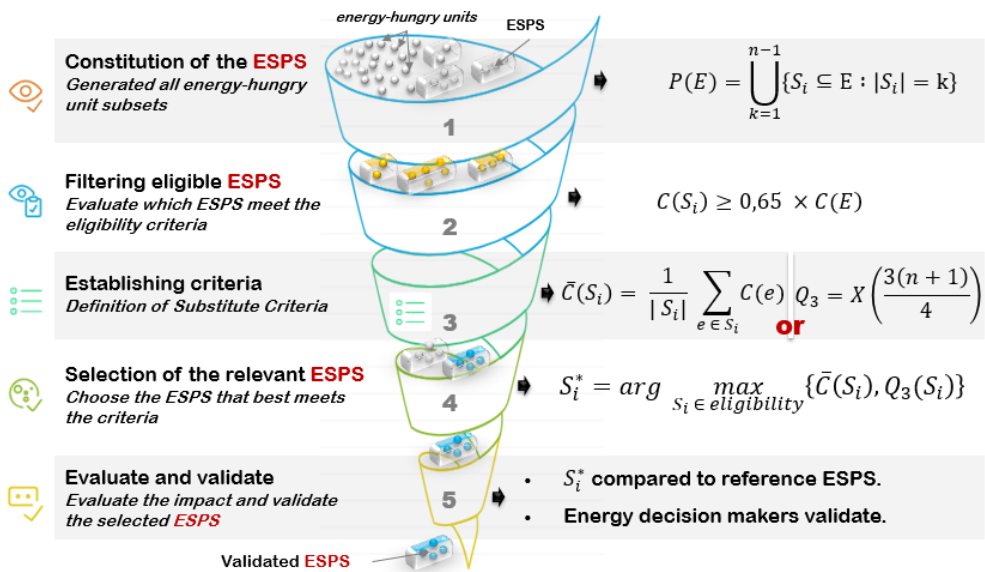 energy-hungry units
ESPS
Constitution of the ESPS
Generated all energy-hungry
unit subsets
1
P(E) = ⋃_{k=1}^{n−1} {S_i ⊆ E : |S_i| = k}
Filtering eligible ESPS
Evaluate which ESPS meet the
eligibility criteria
2
C(S_i) ≥ 0,65 × C(E)
Establishing criteria
Definition of Substitute Criteria
3
C̄(S_i) = 1/|S_i| ∑_{e ∈ S_i} C(e) or Q_3 = X(3(n + 1)/4)
Selection of the relevant ESPS
Choose the ESPS that best meets
the criteria
4
S_i^* = arg max_{S_i ∈ eligibility} {C̄(S_i), Q_3(S_i)}
Evaluate and validate
Evaluate the impact and validate
the selected ESPS
5
• S_i^* compared to reference ESPS.
• Energy decision makers validate.
Validated ESPS